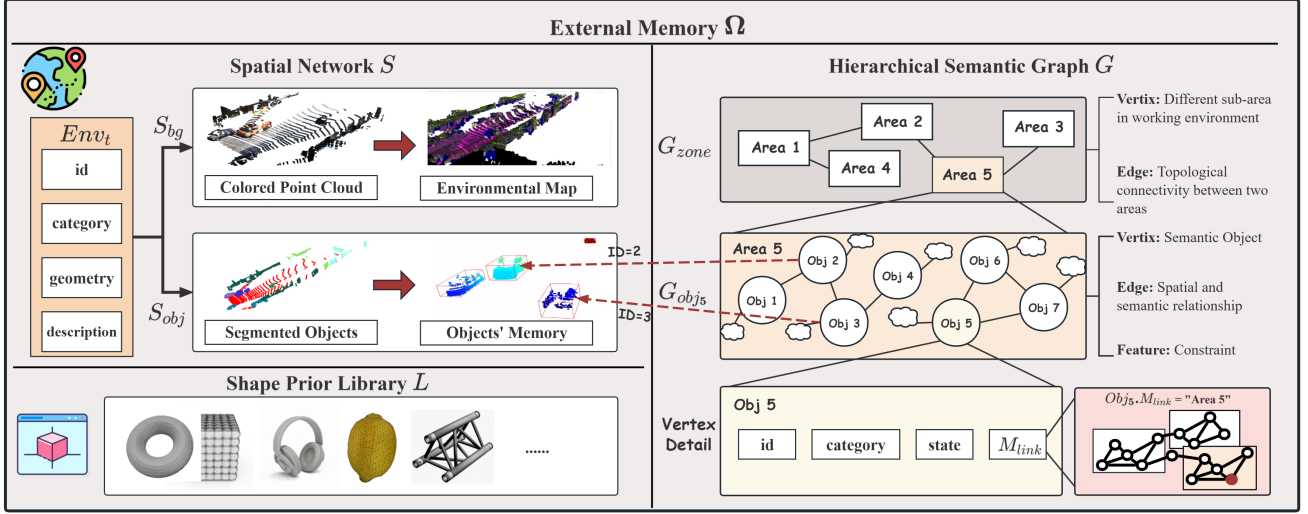 External Memory Ω
Spatial Network S
Env_t
id
category
geometry
description
S_bg
S_obj
Colored Point Cloud
Environmental Map
Segmented Objects
Objects' Memory
ID=2
ID=3
Shape Prior Library L
......
Hierarchical Semantic Graph G
G_zone
Area 1
Area 2
Area 3
Area 4
Area 5
Vertix: Different sub-area
in working environment
Edge: Topological
connectivity between two
areas
G_obj5
Area 5
Obj 1
Obj 2
Obj 3
Obj 4
Obj 5
Obj 6
Obj 7
Vertix: Semantic Object
Edge: Spatial and
semantic relationship
Feature: Constraint
Vertex
Detail
Obj 5
id
category
state
M_link
Obj5.M_link = "Area 5"